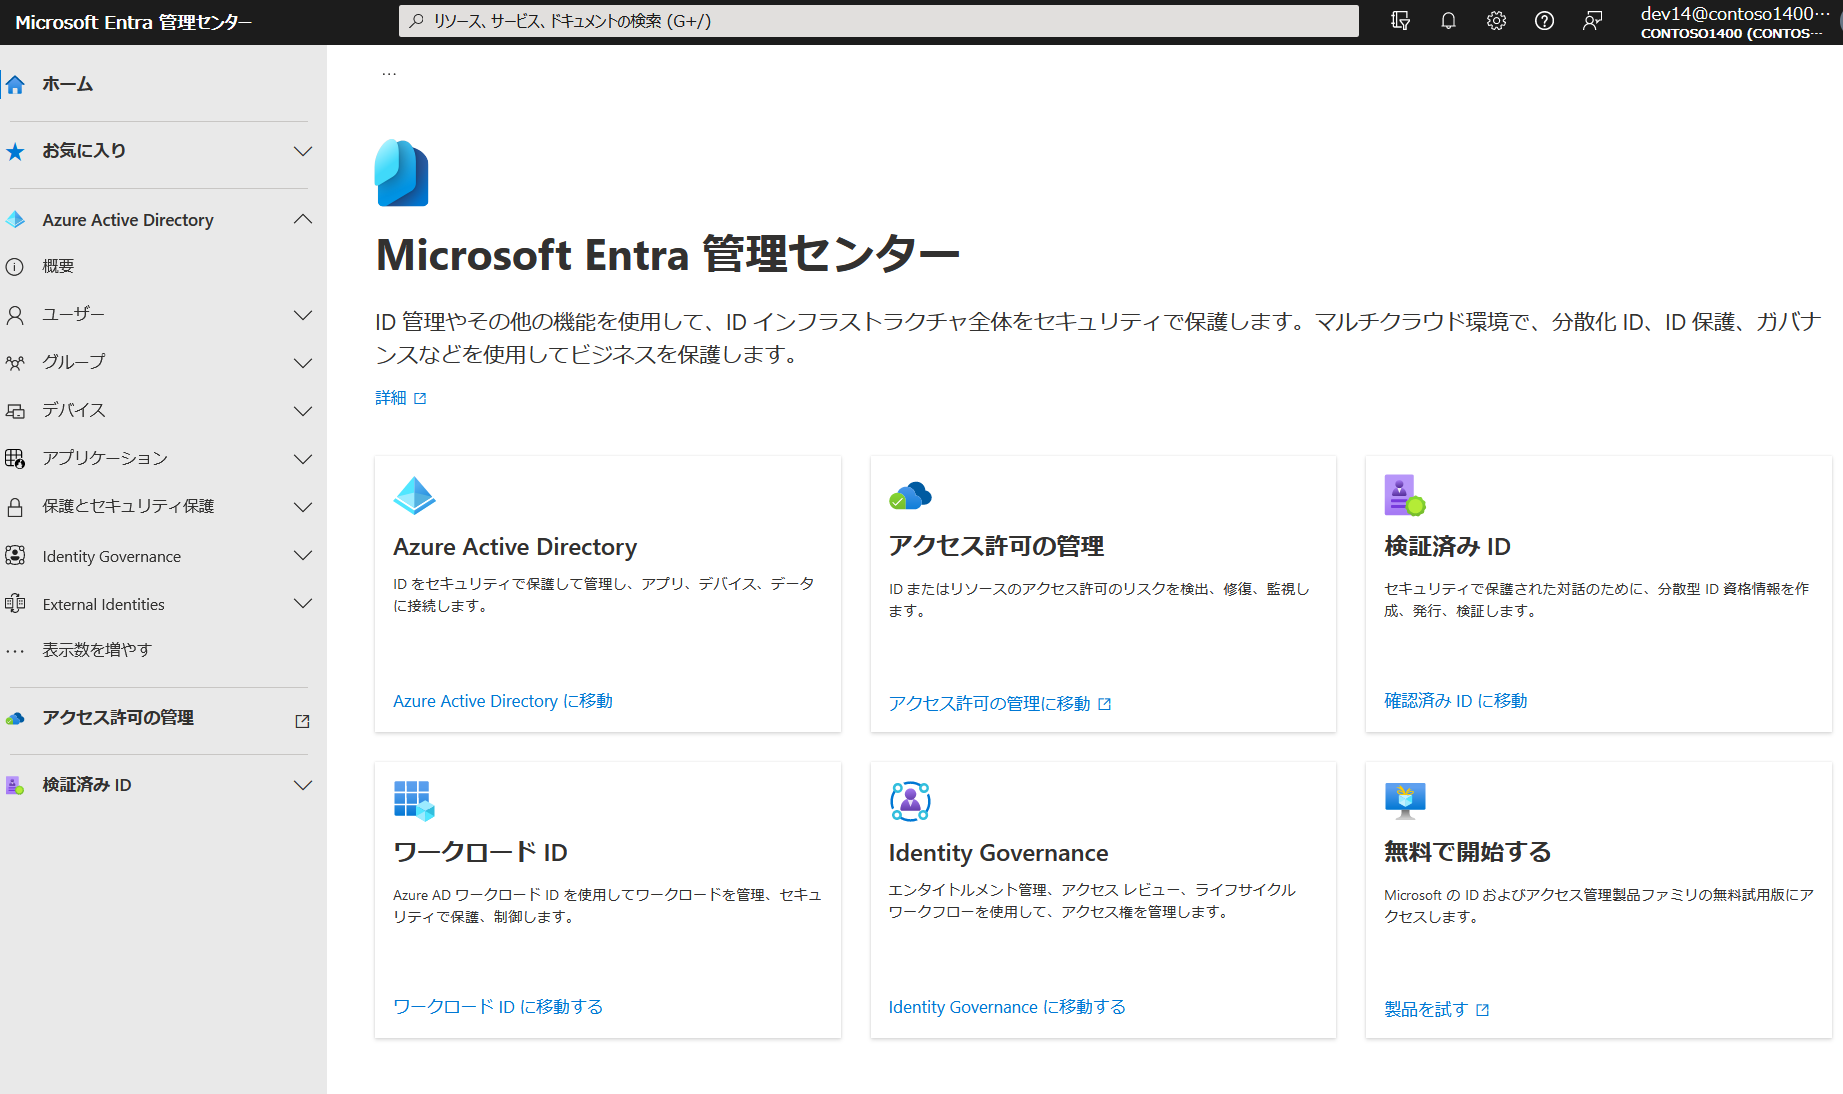 Microsoft Entra 管理センター
リソース、サービス、ドキュメントの検索 (G+/)
dev14@contoso1400…
CONTOSO1400 (CONTOS…
ホーム
お気に入り
Azure Active Directory
概要
ユーザー
グループ
デバイス
アプリケーション
保護とセキュリティ保護
Identity Governance
External Identities
… 表示数を増やす
アクセス許可の管理
検証済み ID
…
Microsoft Entra 管理センター
ID 管理やその他の機能を使用して、ID インフラストラクチャ全体をセキュリティで保護します。マルチクラウド環境で、分散化 ID、ID 保護、ガバナ
ンスなどを使用してビジネスを保護します。
詳細
Azure Active Directory
ID をセキュリティで保護して管理し、アプリ、デバイス、データ
に接続します。
Azure Active Directory に移動
アクセス許可の管理
ID またはリソースのアクセス許可のリスクを検出、修復、監視し
ます。
アクセス許可の管理に移動
検証済み ID
セキュリティで保護された対話のために、分散型 ID 資格情報を作
成、発行、検証します。
確認済み ID に移動
ワークロード ID
Azure AD ワークロード ID を使用してワークロードを管理、セキュ
リティで保護、制御します。
ワークロード ID に移動する
Identity Governance
エンタイトルメント管理、アクセス レビュー、ライフサイクル
ワークフローを使用して、アクセス権を管理します。
Identity Governance に移動する
無料で開始する
Microsoft の ID およびアクセス管理製品ファミリの無料試用版にア
クセスします。
製品を試す